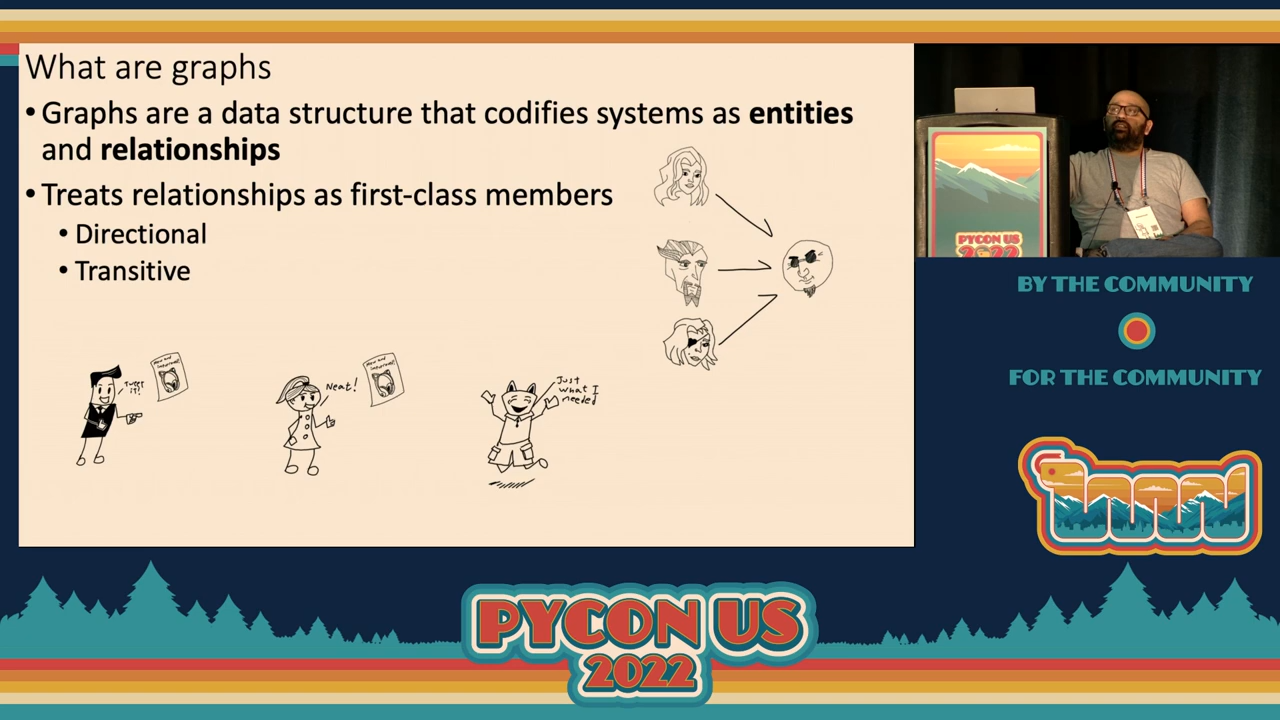 What are graphs
• Graphs are a data structure that codifies systems as entities
and relationships
• Treats relationships as first-class members
• Directional
• Transitive
Tweet
it!
Neat!
Just
what I
needed
PYCON US
2022
BY THE COMMUNITY
FOR THE COMMUNITY
PYCON US
2022